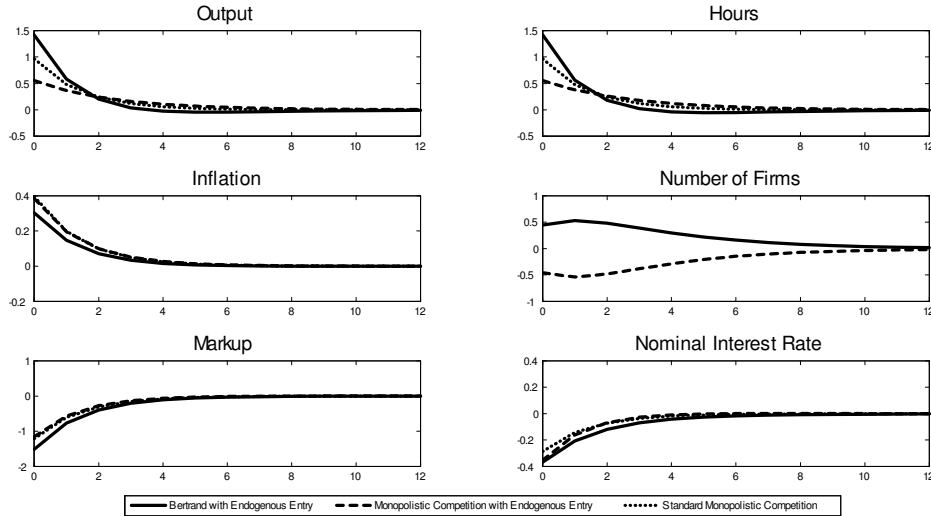 Output
1.5
1
0.5
0
-0.5
0 2 4 6 8 10 12
Hours
1.5
1
0.5
0
-0.5
0 2 4 6 8 10 12
Inflation
0.4
0.2
0
0.2
0 2 4 6 8 10 12
Number of Firms
1
0.5
0
-0.5
-1
0 2 4 6 8 10 12
Markup
1
0
-1
-2
0 2 4 6 8 10 12
Nominal Interest Rate
0.4
0.2
0
-0.2
-0.4
0 2 4 6 8 10 12
Bertrand with Endogenous Entry Monopolistic Competition with Endogenous Entry Standard Monopolistic Competition